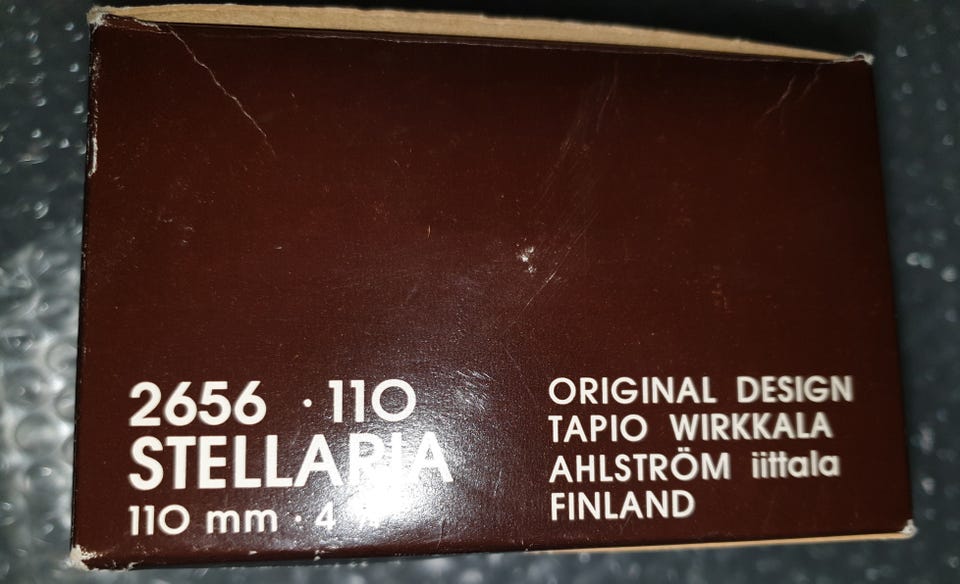 2656 · 110
STELLARIA
110 mm · 4
ORIGINAL DESIGN
TAPIO WIRKKALA
AHLSTRÖM iittala
FINLAND